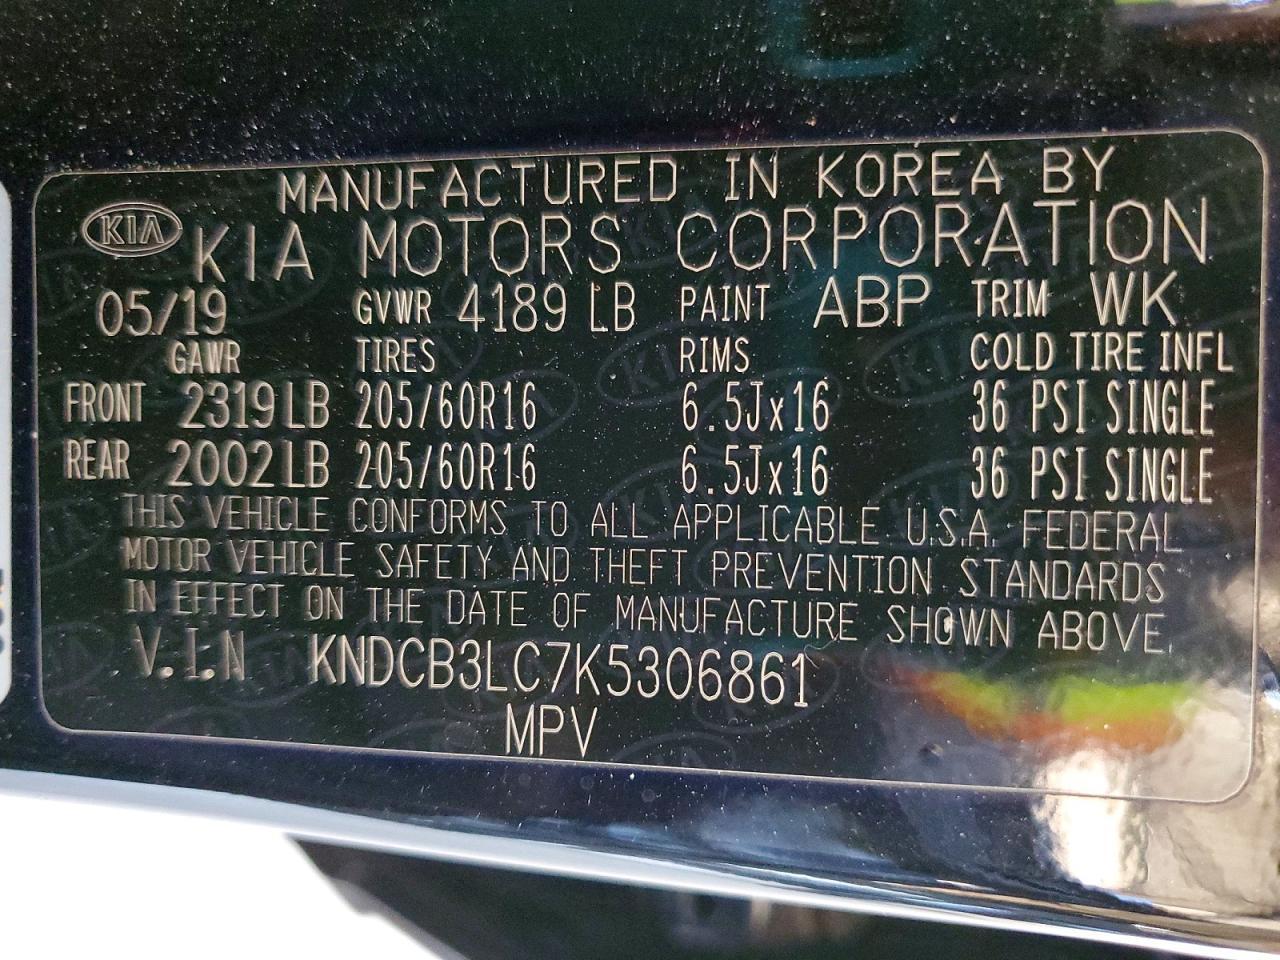 MANUFACTURED IN KOREA BY
KIA KIA MOTORS CORPORATION
05/19 GVWR 4189 LB PAINT ABP TRIM WK
GAWR TIRES RIMS COLD TIRE INFL
FRONT 2319 LB 205/60R16 6.5Jx16 36 PSI SINGLE
REAR 2002 LB 205/60R16 6.5Jx16 36 PSI SINGLE
THIS VEHICLE CONFORMS TO ALL APPLICABLE U.S.A. FEDERAL
MOTOR VEHICLE SAFETY AND THEFT PREVENTION STANDARDS
IN EFFECT ON THE DATE OF MANUFACTURE SHOWN ABOVE.
V.I.N KNDCB3LC7K5306861
MPV